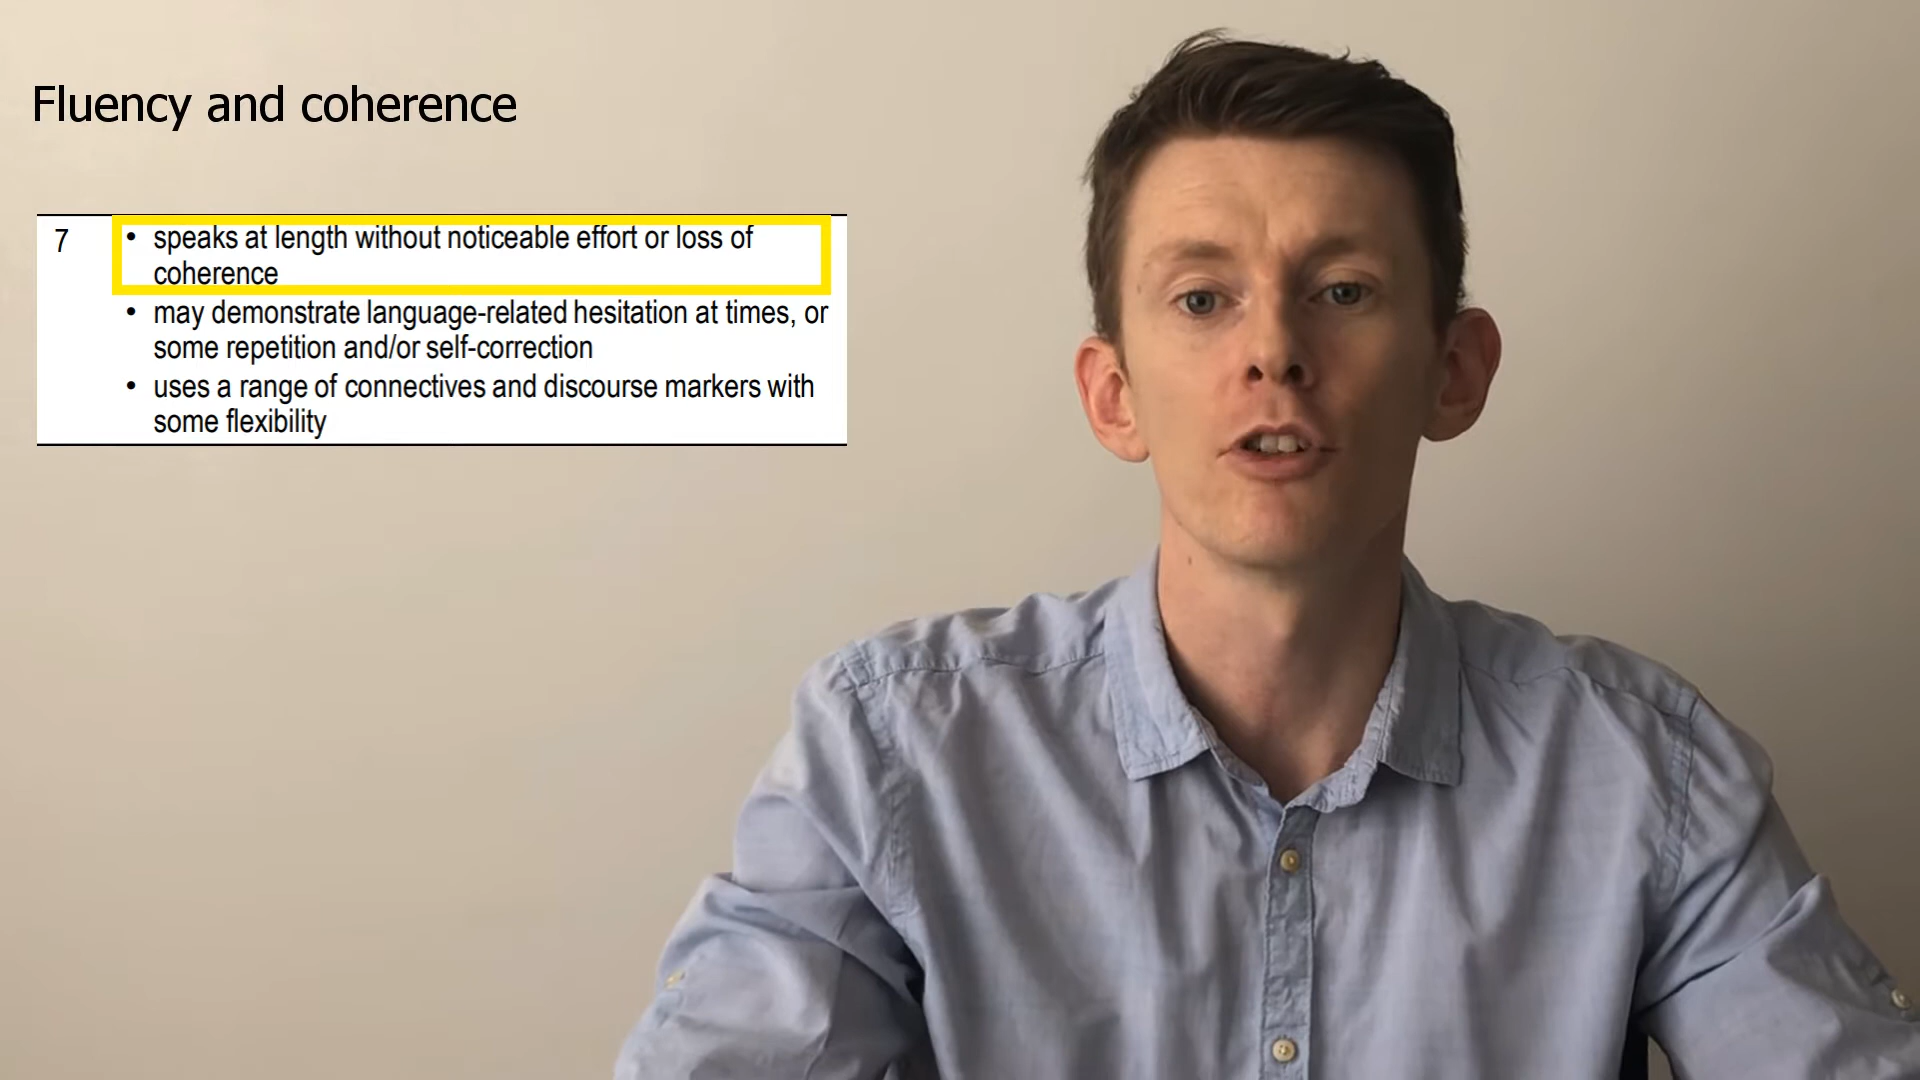 Fluency and coherence
7
• speaks at length without noticeable effort or loss of
coherence
• may demonstrate language-related hesitation at times, or
some repetition and/or self-correction
• uses a range of connectives and discourse markers with
some flexibility